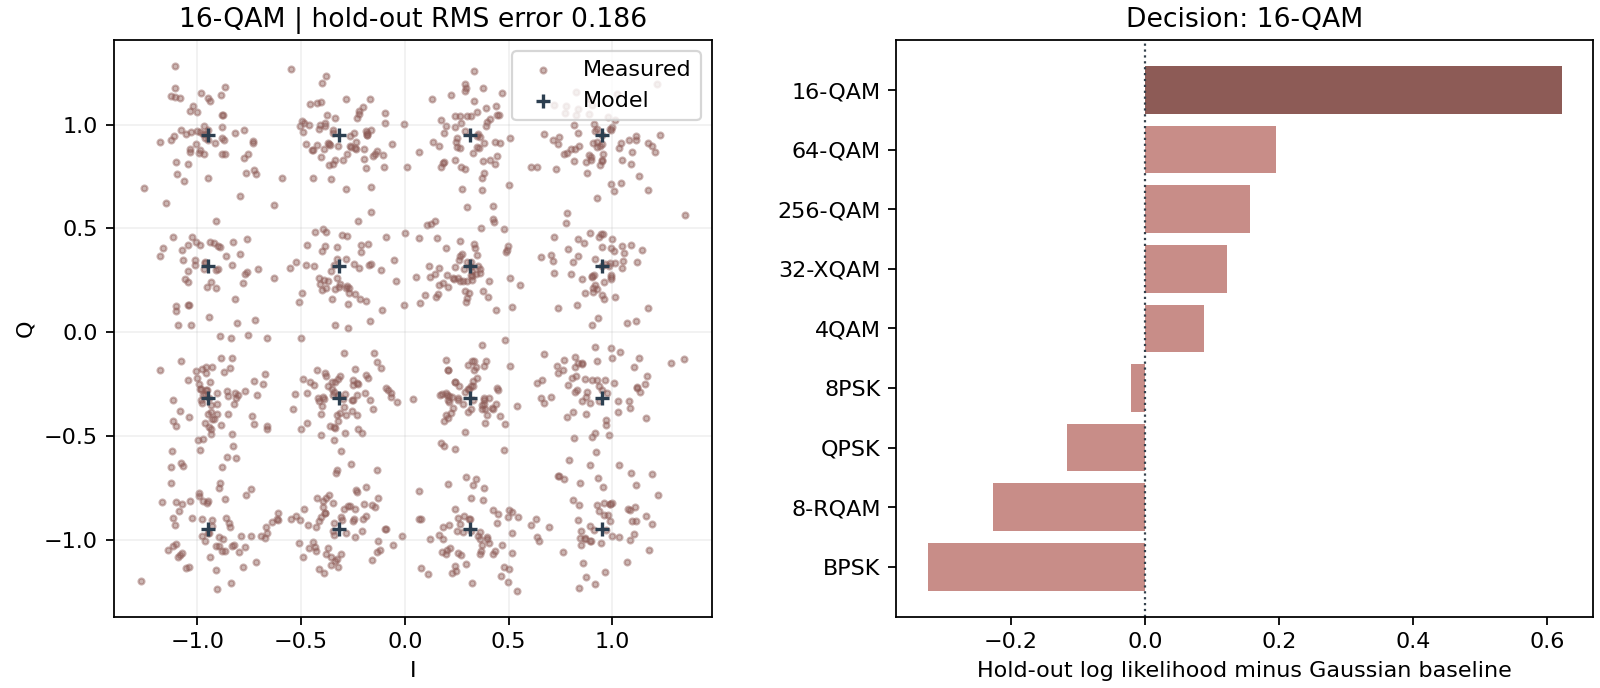 16-QAM | hold-out RMS error 0.186
Measured
Model
1.0
0.5
0.0
−0.5
−1.0
Q
−1.0
−0.5
0.0
0.5
1.0
I
Decision: 16-QAM
16-QAM
64-QAM
256-QAM
32-XQAM
4QAM
8PSK
QPSK
8-RQAM
BPSK
−0.2
0.0
0.2
0.4
0.6
Hold-out log likelihood minus Gaussian baseline